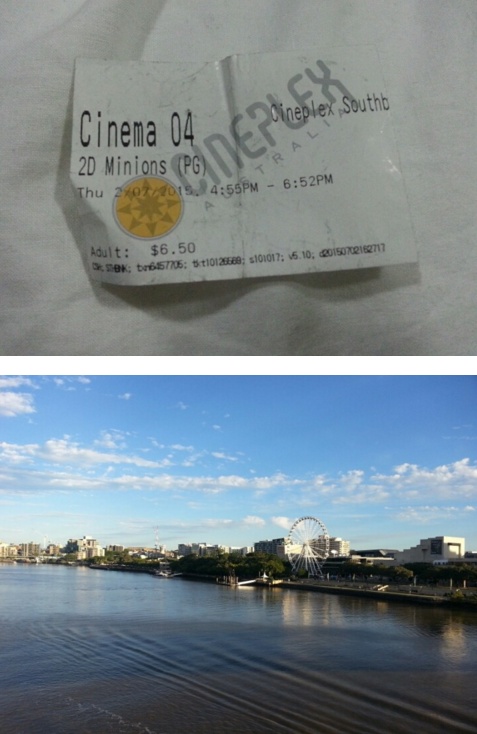 CINEPLEX
AUSTRALIA
Cinema 04
Cineplex Southb
2D Minions (PG)
Thu 2/07/2015, 4:55PM - 6:52PM
Adult: $6.50